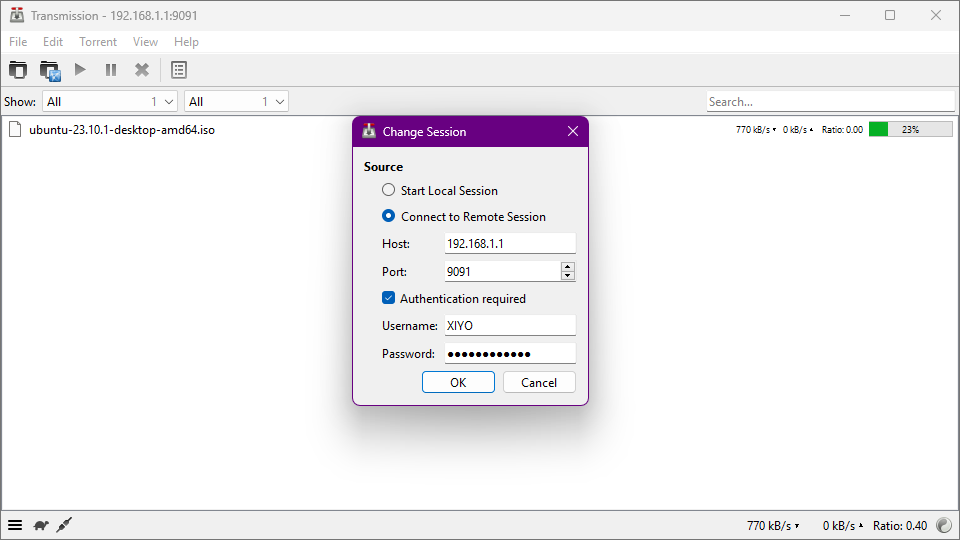 Transmission - 192.168.1.1:9091
File Edit Torrent View Help
Show: All 1 All 1 Search...
ubuntu-23.10.1-desktop-amd64.iso 770 kB/s 0 kB/s Ratio: 0.00 23%
Change Session
Source
Start Local Session
Connect to Remote Session
Host: 192.168.1.1
Port: 9091
Authentication required
Username: XIYO
Password: ●●●●●●●●●●●●
OK Cancel
770 kB/s 0 kB/s Ratio: 0.40